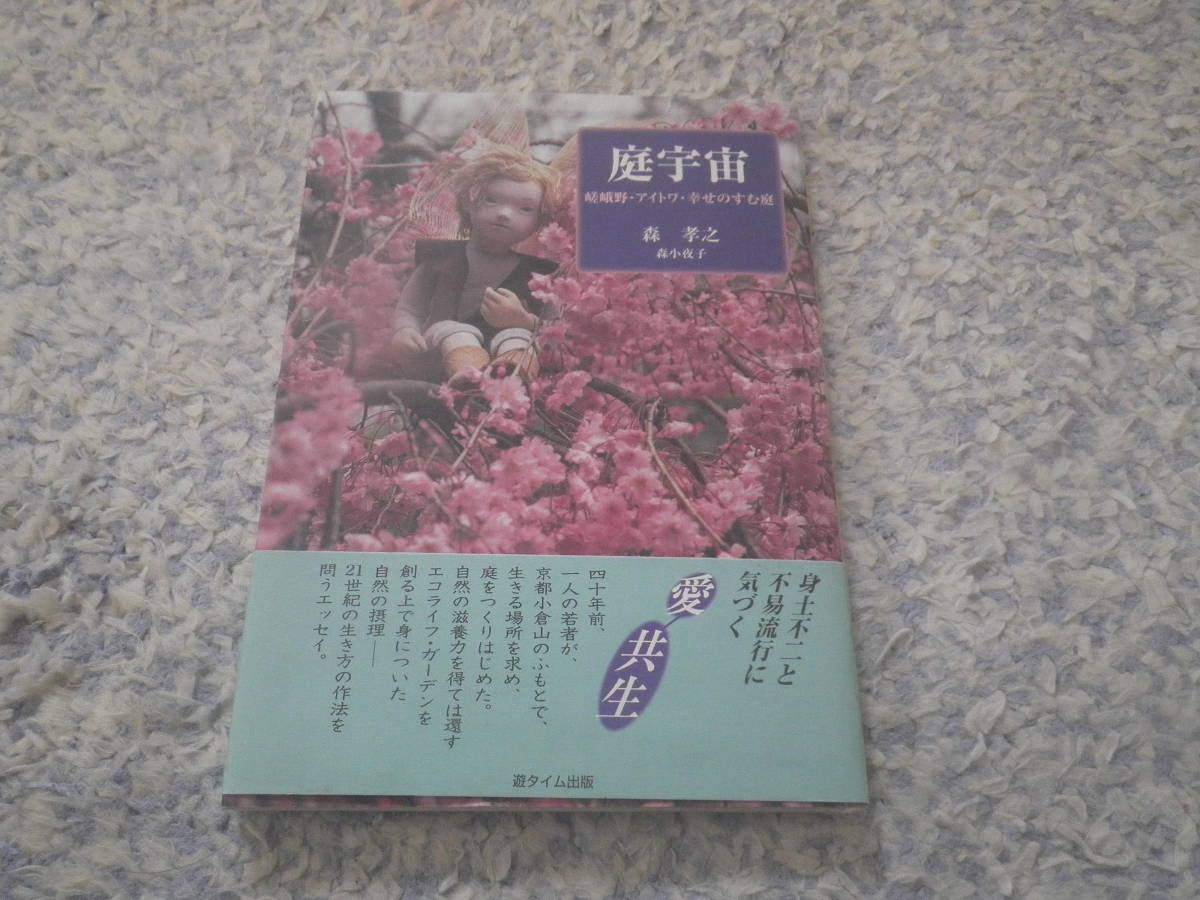 庭宇宙
嵯峨野・アイトワ・幸せのすむ庭
森 孝之
森小夜子
身土不二と
不易流行に
気づく
愛
共生
四十年前、
一人の若者が、
京都小倉山のふもとで、
生きる場所を求め、
庭をつくりはじめた。
自然の滋養力を得ては還す
エコライフ・ガーデンを
創る上で身についた
自然の摂理――
21世紀の生き方の作法を
問うエッセイ。
遊タイム出版